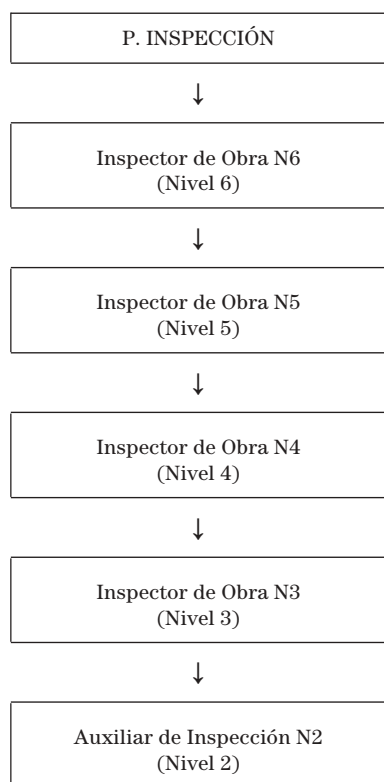 P. INSPECCIÓN
↓
Inspector de Obra N6
(Nivel 6)
↓
Inspector de Obra N5
(Nivel 5)
↓
Inspector de Obra N4
(Nivel 4)
↓
Inspector de Obra N3
(Nivel 3)
↓
Auxiliar de Inspección N2
(Nivel 2)